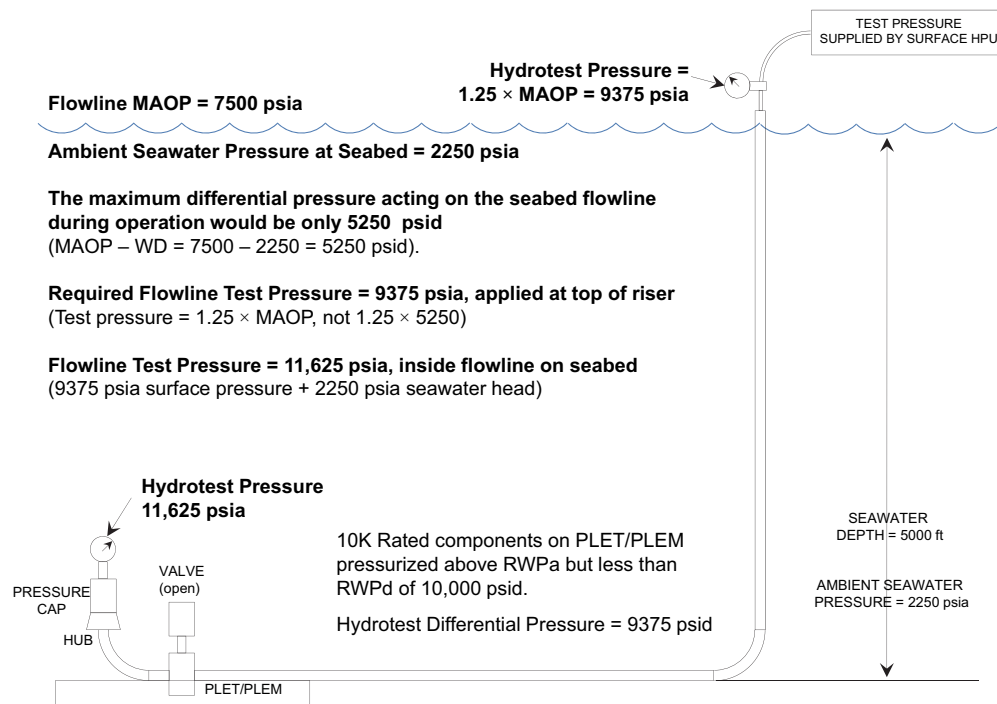 TEST PRESSURE
SUPPLIED BY SURFACE HPU
Hydrotest Pressure =
1.25 × MAOP = 9375 psia
Flowline MAOP = 7500 psia
Ambient Seawater Pressure at Seabed = 2250 psia
The maximum differential pressure acting on the seabed flowline
during operation would be only 5250 psid
(MAOP – WD = 7500 – 2250 = 5250 psid).
Required Flowline Test Pressure = 9375 psia, applied at top of riser
(Test pressure = 1.25 × MAOP, not 1.25 × 5250)
Flowline Test Pressure = 11,625 psia, inside flowline on seabed
(9375 psia surface pressure + 2250 psia seawater head)
Hydrotest Pressure
11,625 psia
10K Rated components on PLET/PLEM
pressurized above RWPa but less than
RWPd of 10,000 psid.
Hydrotest Differential Pressure = 9375 psid
SEAWATER
DEPTH = 5000 ft
AMBIENT SEAWATER
PRESSURE = 2250 psia
VALVE
(open)
PRESSURE
CAP
HUB
PLET/PLEM